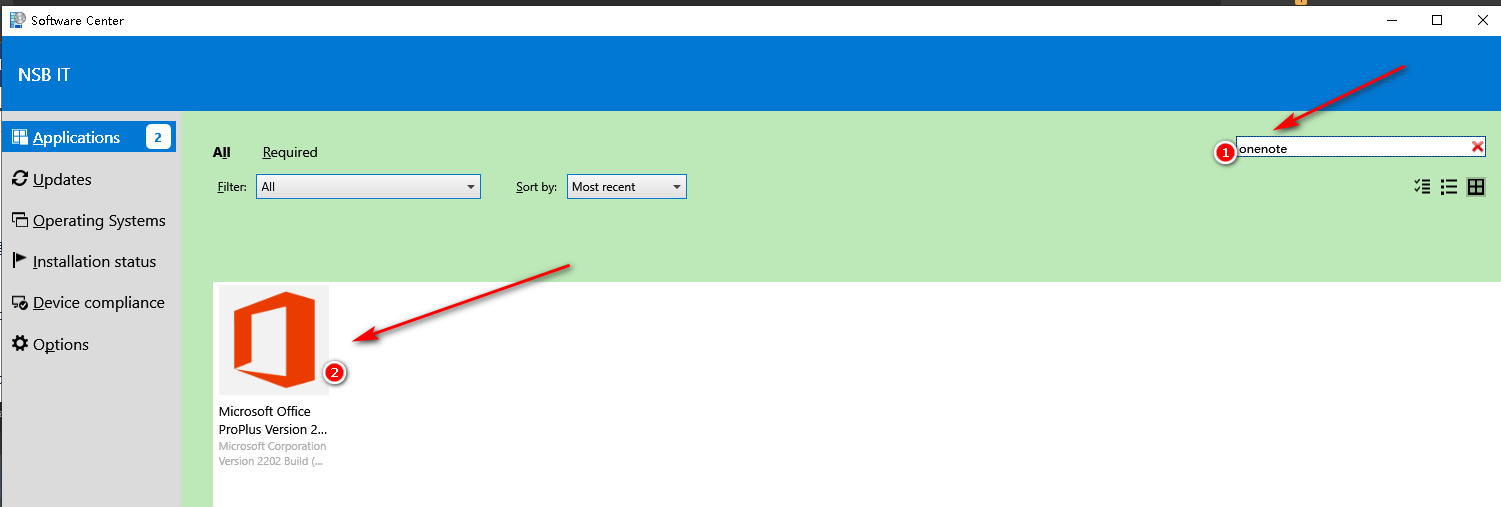 Software Center
NSB IT
Applications 2
Updates
Operating Systems
Installation status
Device compliance
Options
All Required
1 onenote
Filter: All Sort by: Most recent
2
Microsoft Office
ProPlus Version 2...
Microsoft Corporation
Version 2202 Build (...